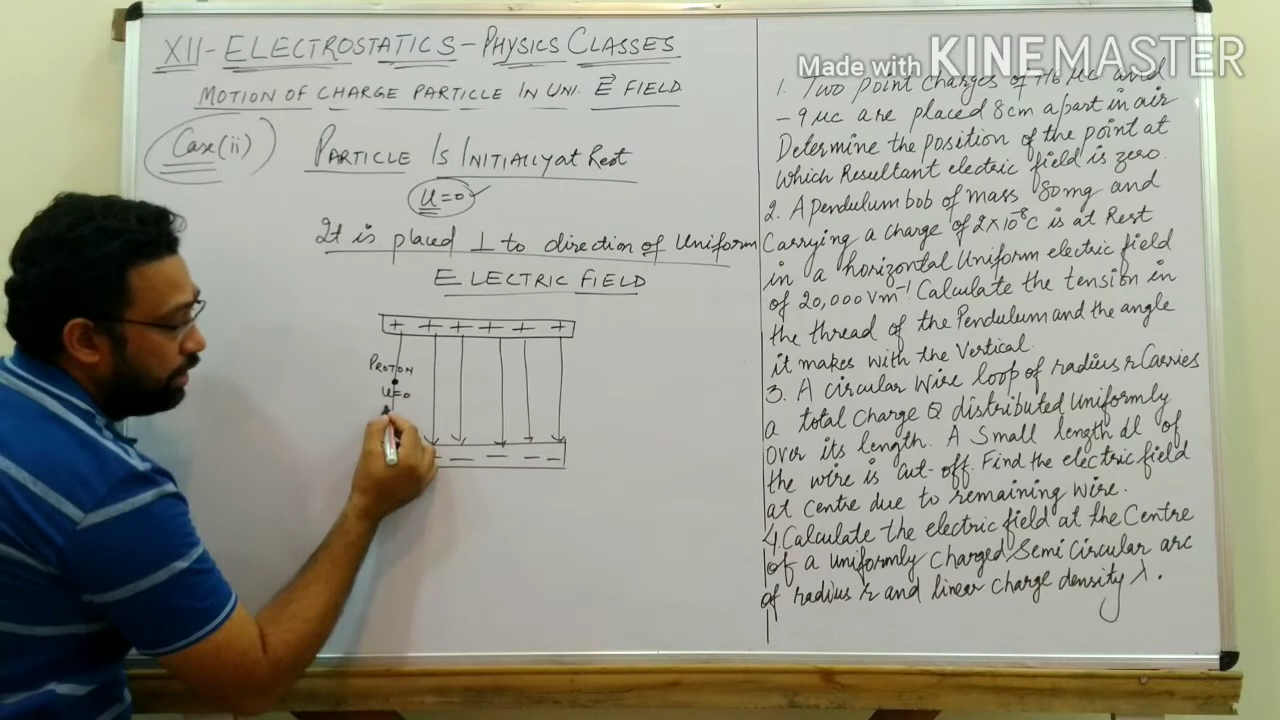 XII - ELECTROSTATICS - PHYSICS CLASSES
MOTION OF CHARGE PARTICLE IN UNI. E⃗ FIELD
Case (ii)
PARTICLE IS INITIALLY at Rest
u=0 ✓
It is placed ⊥ to direction of Uniform
ELECTRIC FIELD
+ + + + + +
PROTON
u=0
- - - - -
Made with KINEMASTER
1. Two point charges of +16 μc and
- 9 μc are placed 8cm apart in air
Determine the position of the point at
which Resultant electric field is zero.
2. A pendulum bob of mass 80mg and
Carrying a charge of 2×10⁻⁸C is at Rest
in a horizontal Uniform electric field
of 20,000 Vm⁻¹ Calculate the tension in
the thread of the Pendulum and the angle
it makes with the Vertical.
3. A circular wire loop of radius r Carries
a total charge Q distributed Uniformly
over its length. A Small length dl of
the wire is cut-off. Find the electric field
at centre due to remaining wire.
4. Calculate the electric field at the Centre
of a uniformly charged Semi Circular arc
of radius r and linear charge density λ.